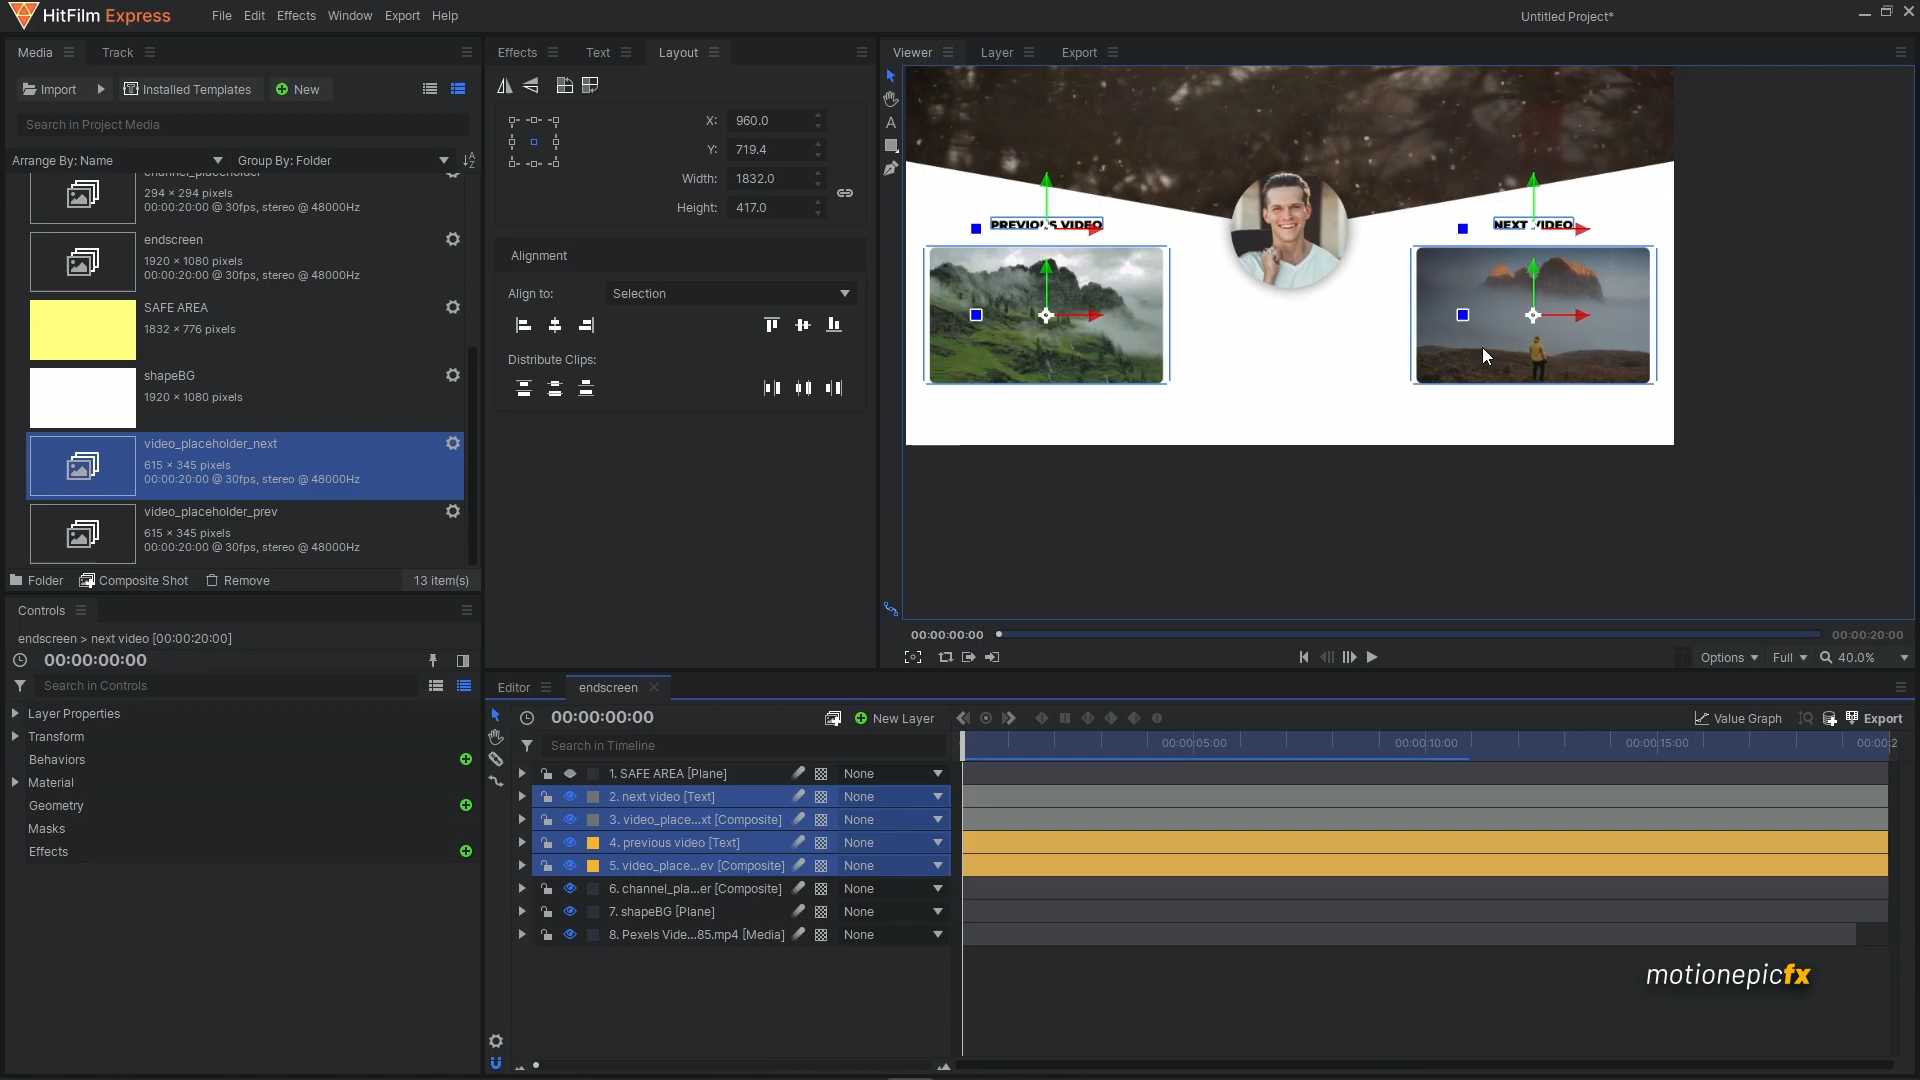 HitFilm Express
File Edit Effects Window Export Help
Untitled Project*
Media
Track
Effects
Text
Layout
Viewer
Layer
Export
Import
Installed Templates
New
Search in Project Media
Arrange By: Name
Group By: Folder
channel_placeholder
294 × 294 pixels
00:00:20:00 @ 30fps, stereo @ 48000Hz
endscreen
1920 × 1080 pixels
00:00:20:00 @ 30fps, stereo @ 48000Hz
SAFE AREA
1832 × 776 pixels
shapeBG
1920 × 1080 pixels
video_placeholder_next
615 × 345 pixels
00:00:20:00 @ 30fps, stereo @ 48000Hz
video_placeholder_prev
615 × 345 pixels
00:00:20:00 @ 30fps, stereo @ 48000Hz
Folder
Composite Shot
Remove
13 item(s)
X: 960.0
Y: 719.4
Width: 1832.0
Height: 417.0
Alignment
Align to: Selection
Distribute Clips:
PREVIOUS VIDEO
NEXT VIDEO
00:00:00:00
00:00:20:00
Options
Full
40.0%
Controls
endscreen > next video [00:00:20:00]
00:00:00:00
Search in Controls
Layer Properties
Transform
Behaviors
Material
Geometry
Masks
Effects
Editor
endscreen
00:00:00:00
New Layer
Value Graph
Export
Search in Timeline
00:00:05:00
00:00:10:00
00:00:15:00
00:00:2
1. SAFE AREA [Plane] None
2. next video [Text] None
3. video_place...xt [Composite] None
4. previous video [Text] None
5. video_place...ev [Composite] None
6. channel_pla...er [Composite] None
7. shapeBG [Plane] None
8. Pexels Vide...85.mp4 [Media] None
motionepicfx